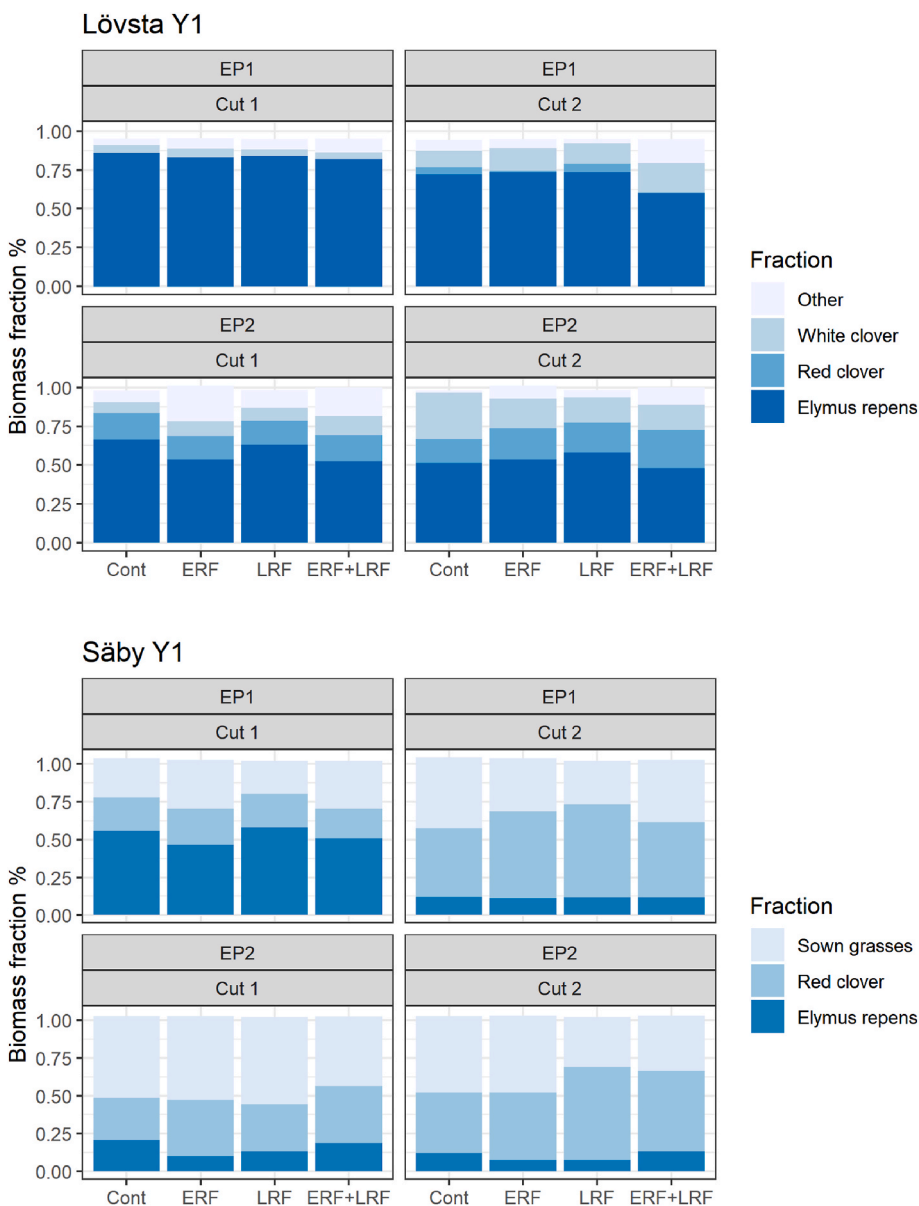 Lövsta Y1
EP1
EP1
Cut 1
Cut 2
1.00
0.75
0.50
0.25
0.00
EP2
EP2
Cut 1
Cut 2
1.00
0.75
0.50
0.25
0.00
Biomass fraction %
Cont ERF LRF ERF+LRF
Cont ERF LRF ERF+LRF
Fraction
Other
White clover
Red clover
Elymus repens
Säby Y1
EP1
EP1
Cut 1
Cut 2
1.00
0.75
0.50
0.25
0.00
EP2
EP2
Cut 1
Cut 2
1.00
0.75
0.50
0.25
0.00
Biomass fraction %
Cont ERF LRF ERF+LRF
Cont ERF LRF ERF+LRF
Fraction
Sown grasses
Red clover
Elymus repens